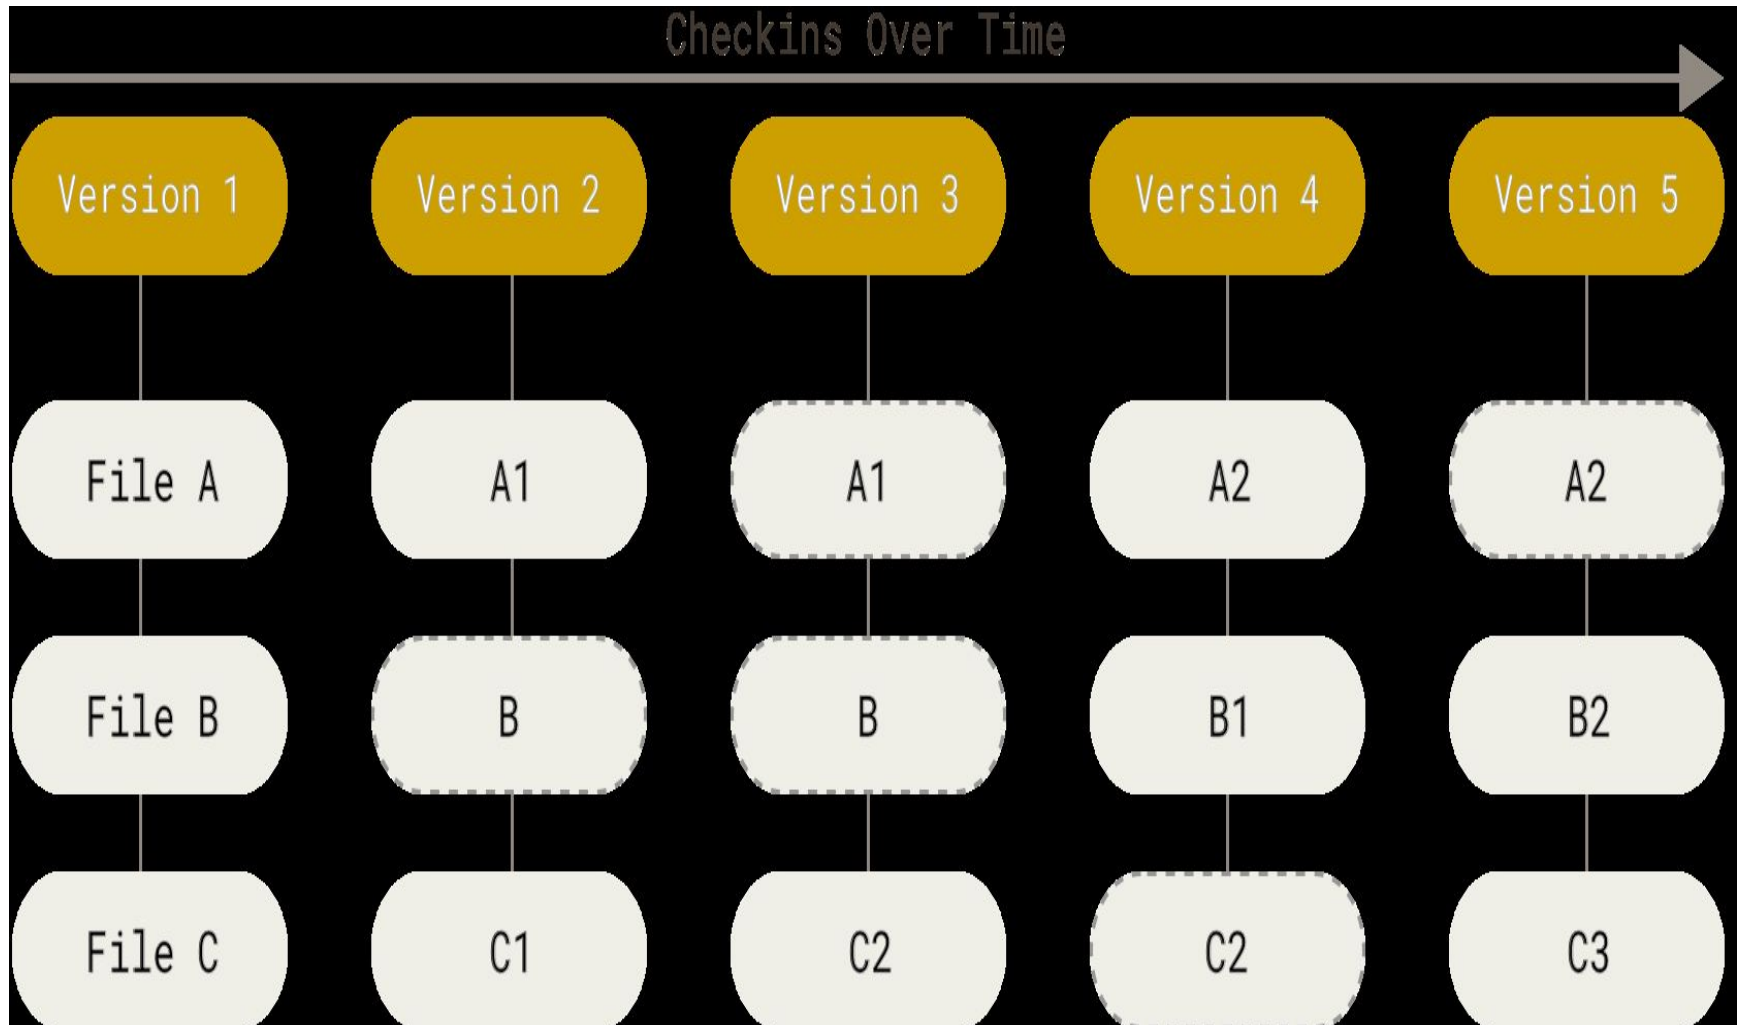 Checkins Over Time
Version 1 Version 2 Version 3 Version 4 Version 5
File A A1 A1 A2 A2
File B B B B1 B2
File C C1 C2 C2 C3